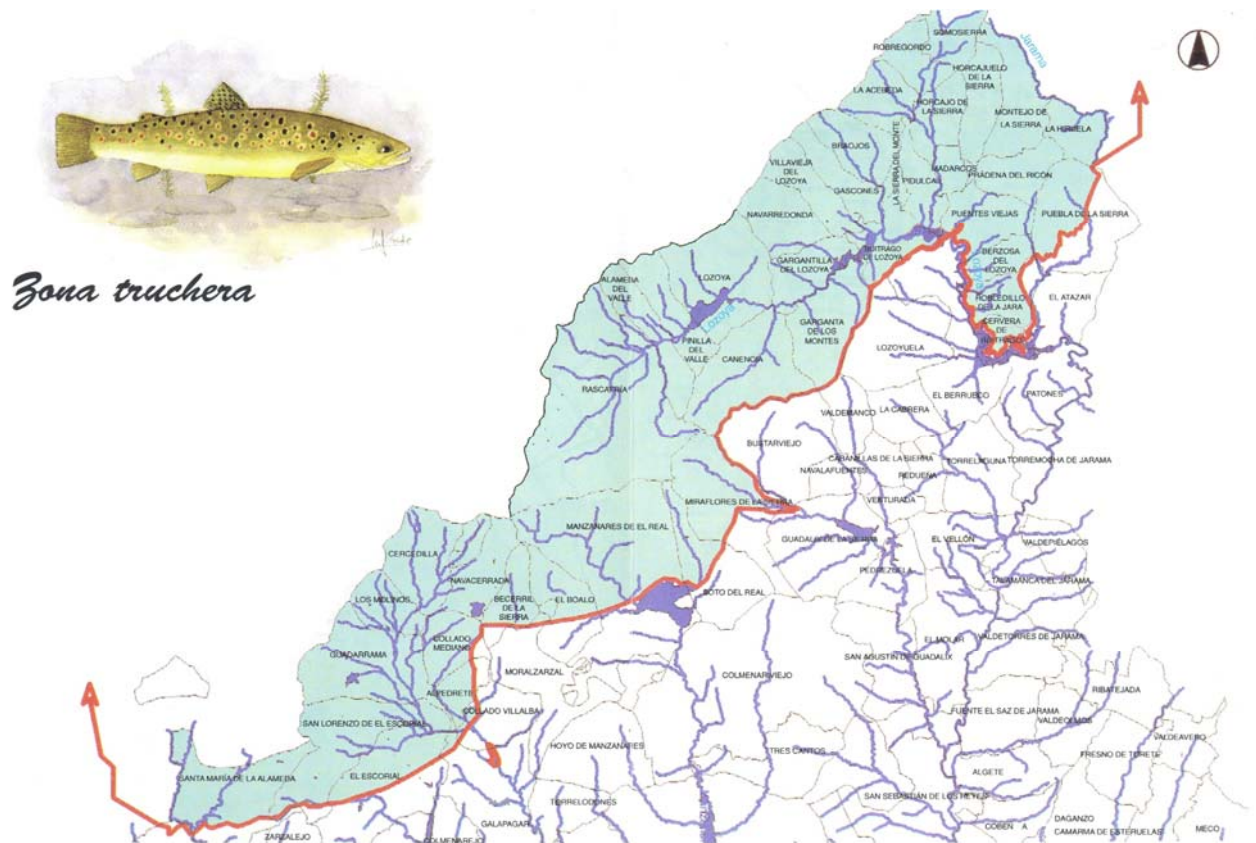 Zona truchera
SOMOSIERRA
ROBREGORDO
Jarama
HORCAJUELO
DE LA
SIERRA
LA ACEBEDA
HORCAJO DE
LA SIERRA
MONTEJO DE
LA SIERRA
LA HIRUELA
BRAOJOS
LA SIERRA DEL MONTE
MADARCOS
PRÁDENA DEL RICÓN
VILLAVIEJA
DEL
LOZOYA
GASCONES
NAVARREDONDA
PUENTES VIEJAS
PUEBLA DE LA SIERRA
BUITRAGO
DE LOZOYA
BERZOSA
DEL
LOZOYA
GARGANTILLA
DEL LOZOYA
LOZOYA
ALAMEDA
DEL
VALLE
ROBLEDILLO
DE LA JARA
EL ATAZAR
CERVERA
DE
Lozoya
GARGANTA
DE LOS
MONTES
PINILLA
DEL
VALLE
CANENCIA
LOZOYUELA
RASCAFRÍA
EL BERRUECO
PATONES
VALDEMANCO
LA CABRERA
BUSTARVIEJO
CABANILLAS DE LA SIERRA
NAVALAFUENTES
REDUEÑA
TORRELAGUNA
TORREMOCHA DE JARAMA
MIRAFLORES DE LA SIERRA
VENTURADA
MANZANARES DE EL REAL
GUADALIX DE LA SIERRA
EL VELLÓN
VALDEPIÉLAGOS
CERCEDILLA
NAVACERRADA
PEDREZUELA
TALAMANCA DEL JARAMA
LOS MOLINOS
BECERRIL
DE LA
SIERRA
EL BOALO
SOTO DEL REAL
COLLADO
MEDIANO
EL MOLAR
VALDETORRES DE JARAMA
GUADARRAMA
SAN AGUSTÍN DE GUADALIX
MORALZARZAL
COLMENAR VIEJO
ALPEDRETE
RIBATEJADA
COLLADO VILLALBA
FUENTE EL SAZ DE JARAMA
VALDEOLMOS
SAN LORENZO DE EL ESCORIAL
HOYO DE MANZANARES
TRES CANTOS
VALDEAVERO
FRESNO DE TOROTE
SANTA MARÍA DE LA ALAMEDA
EL ESCORIAL
ALGETE
TORRELODONES
SAN SEBASTIÁN DE LOS REYES
GALAPAGAR
DAGANZO
COBEÑA
CAMARMA DE ESTERUELAS
MECO
ZARZALEJO
COLMENAREJO